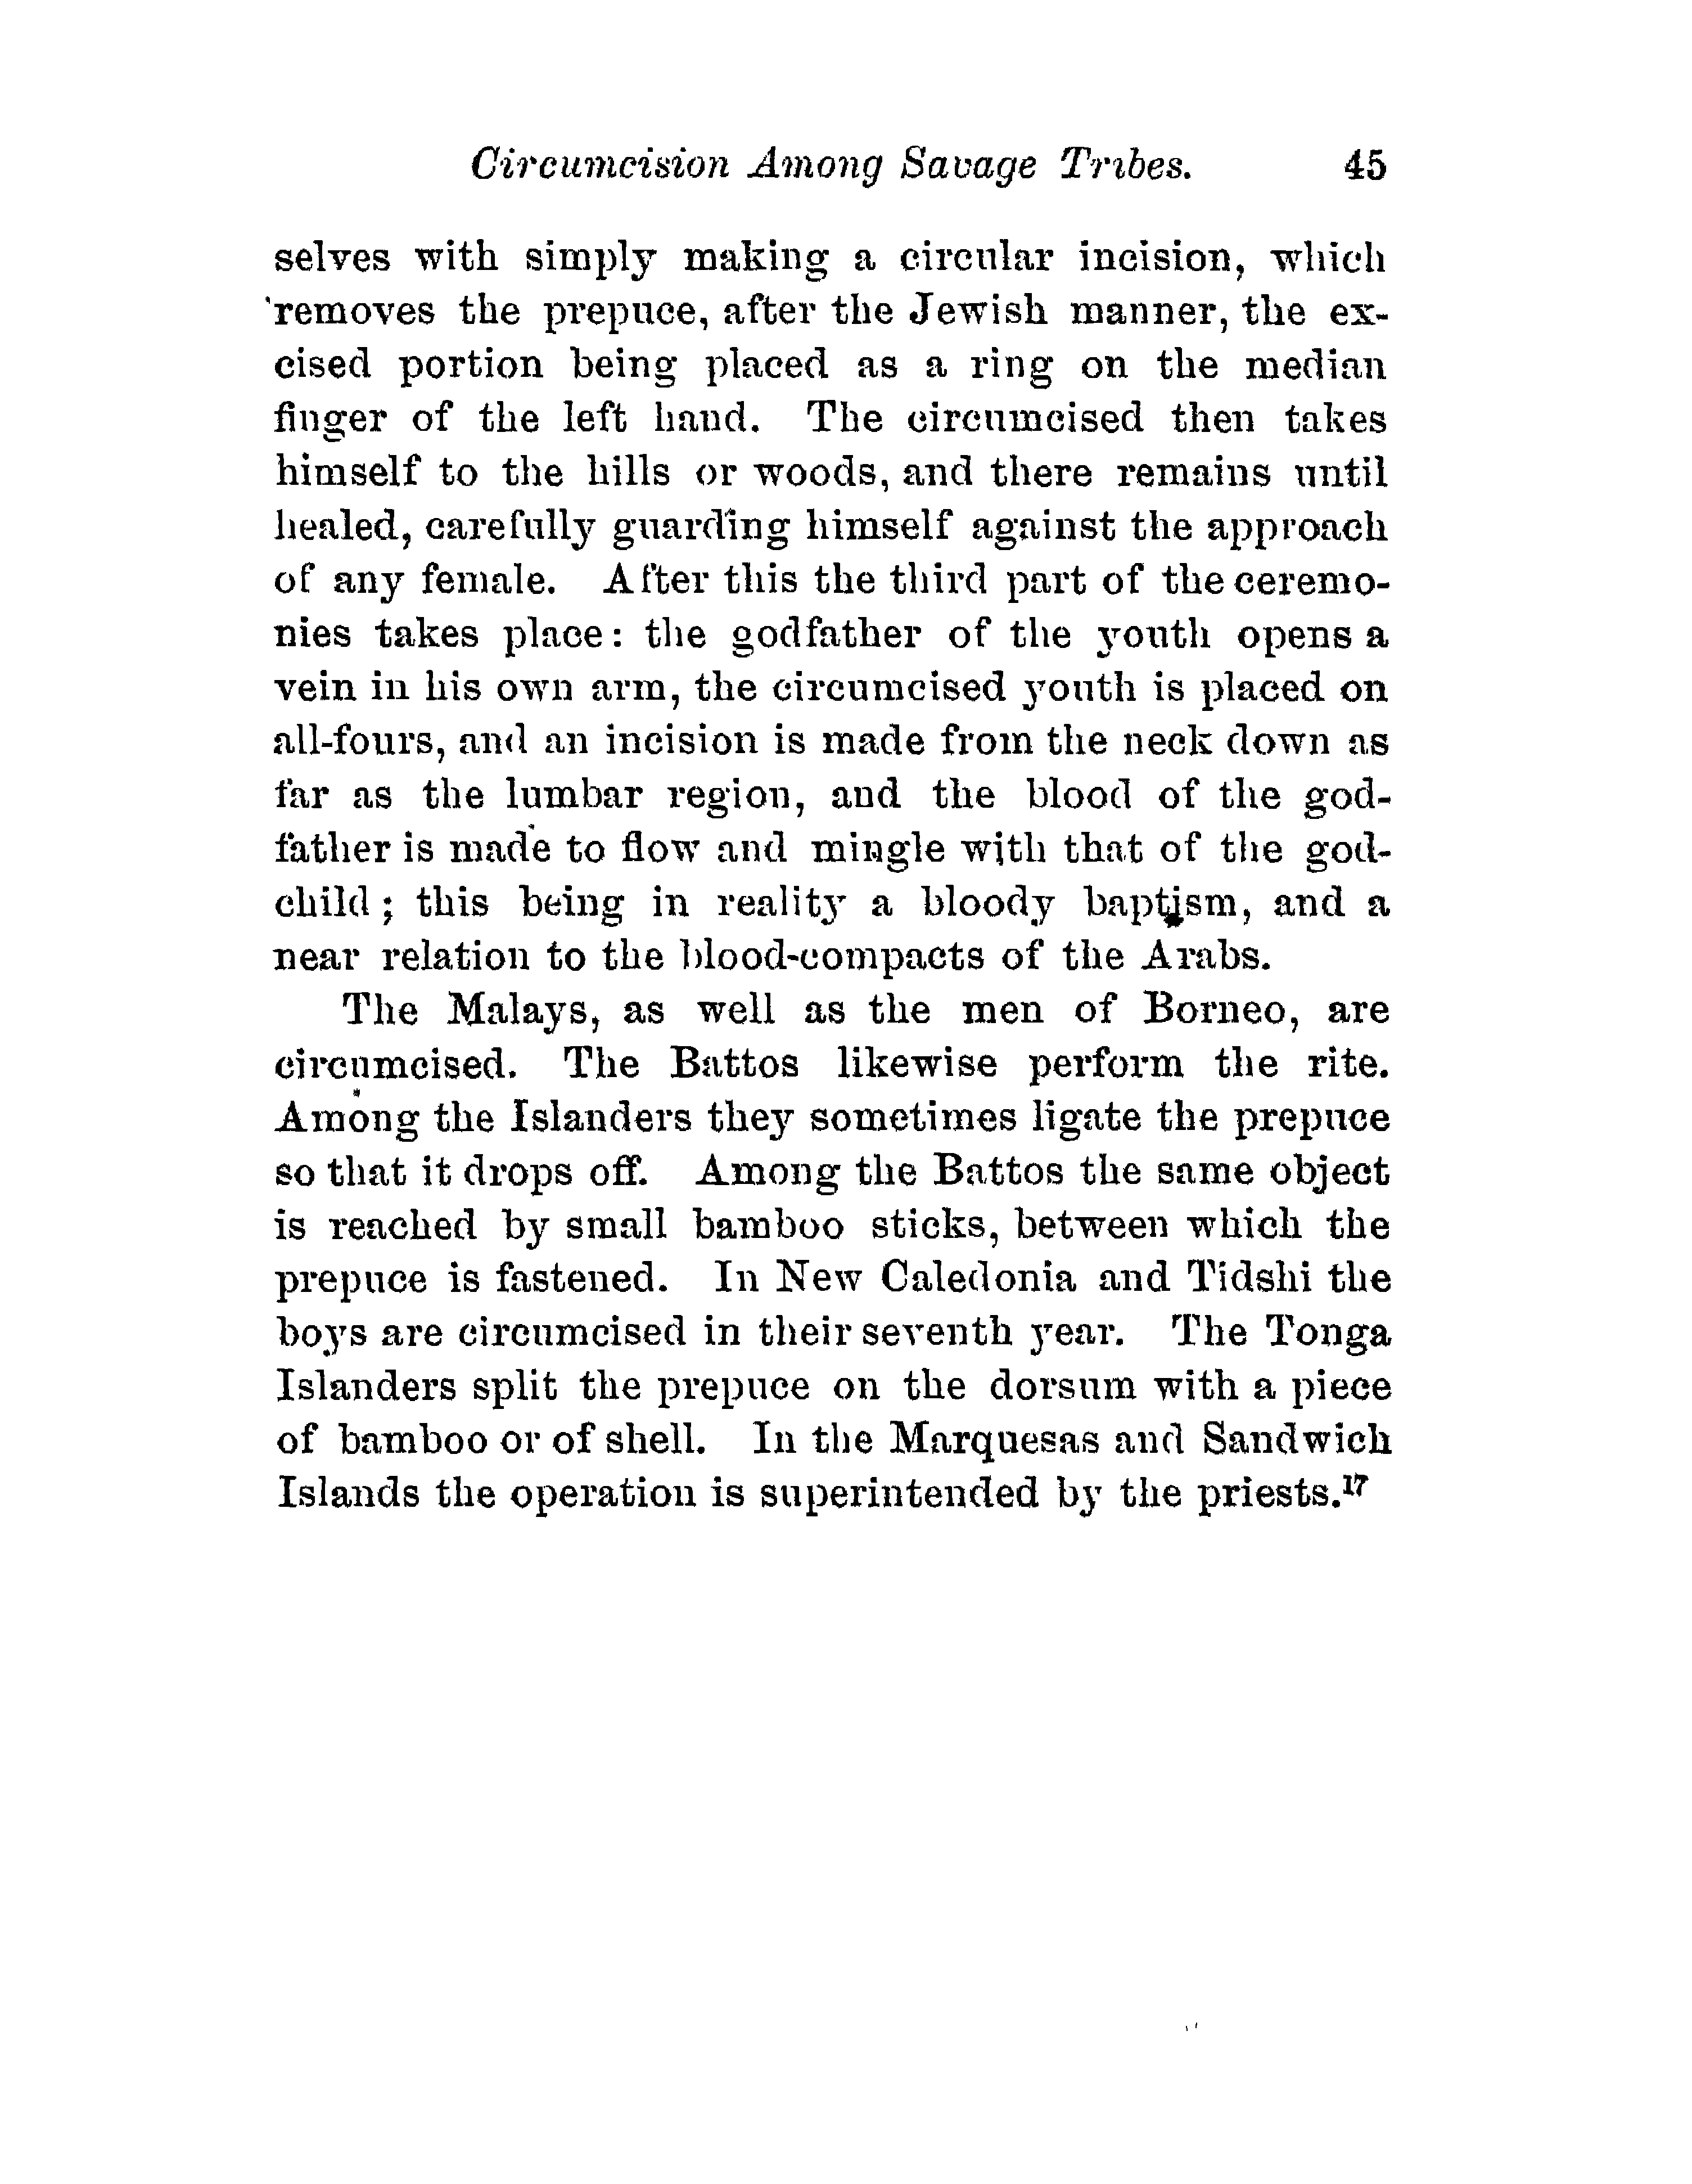 Circumcision Among Savage Tribes. 45
selves with simply making a circular incision, which
removes the prepuce, after the Jewish manner, the ex-
cised portion being placed as a ring on the median
finger of the left hand. The circumcised then takes
himself to the hills or woods, and there remains until
healed, carefully guarding himself against the approach
of any female. After this the third part of the ceremo-
nies takes place: the godfather of the youth opens a
vein in his own arm, the circumcised youth is placed on
all-fours, and an incision is made from the neck down as
far as the lumbar region, and the blood of the god-
father is made to flow and mingle with that of the god-
child; this being in reality a bloody baptism, and a
near relation to the blood-compacts of the Arabs.
The Malays, as well as the men of Borneo, are
circumcised. The Battos likewise perform the rite.
Among the Islanders they sometimes ligate the prepuce
so that it drops off. Among the Battos the same object
is reached by small bamboo sticks, between which the
prepuce is fastened. In New Caledonia and Tidshi the
boys are circumcised in their seventh year. The Tonga
Islanders split the prepuce on the dorsum with a piece
of bamboo or of shell. In the Marquesas and Sandwich
Islands the operation is superintended by the priests.¹⁷